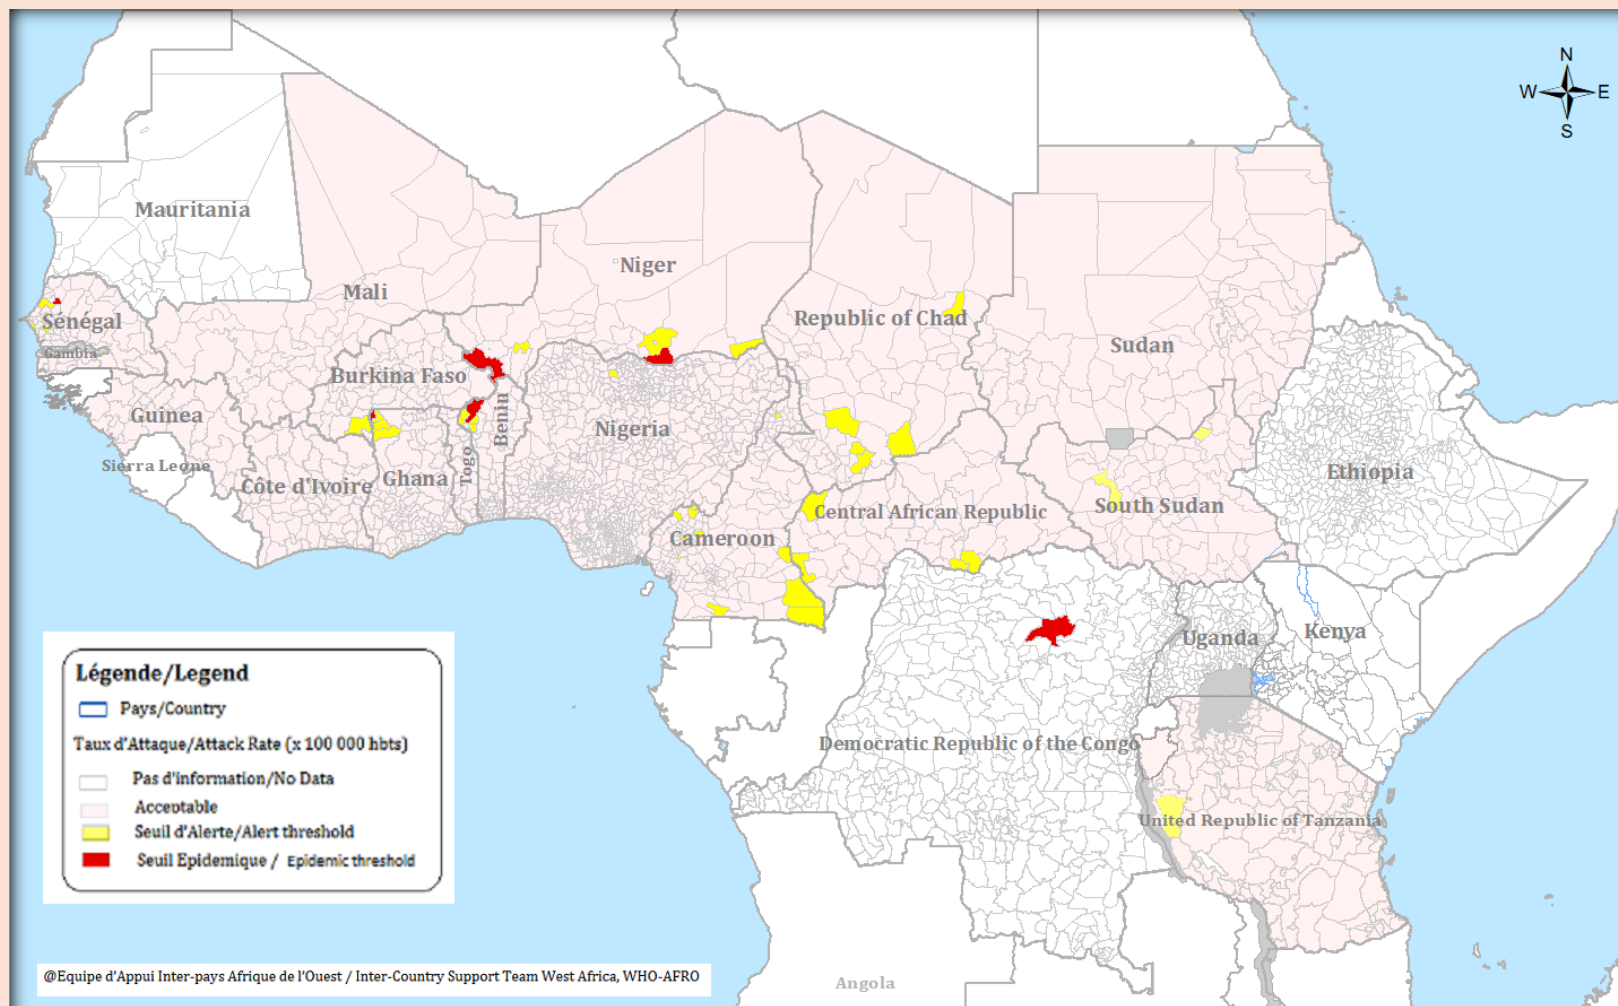 N
W E
S
Mauritania
Niger
Mali
Republic of Chad
Sénégal
Sudan
Gambia
Burkina Faso
Guinea
Benin
Nigeria
Sierra Leone
Togo
Ghana
Côte d'Ivoire
Ethiopia
South Sudan
Central African Republic
Cameroon
Uganda
Kenya
Democratic Republic of the Congo
United Republic of Tanzania
Angola
Légende/Legend
Pays/Country
Taux d'Attaque/Attack Rate (x 100 000 hbts)
Pas d'information/No Data
Acceptable
Seuil d'Alerte/Alert threshold
Seuil Epidemique / Epidemic threshold
@Equipe d'Appui Inter-pays Afrique de l'Ouest / Inter-Country Support Team West Africa, WHO-AFRO